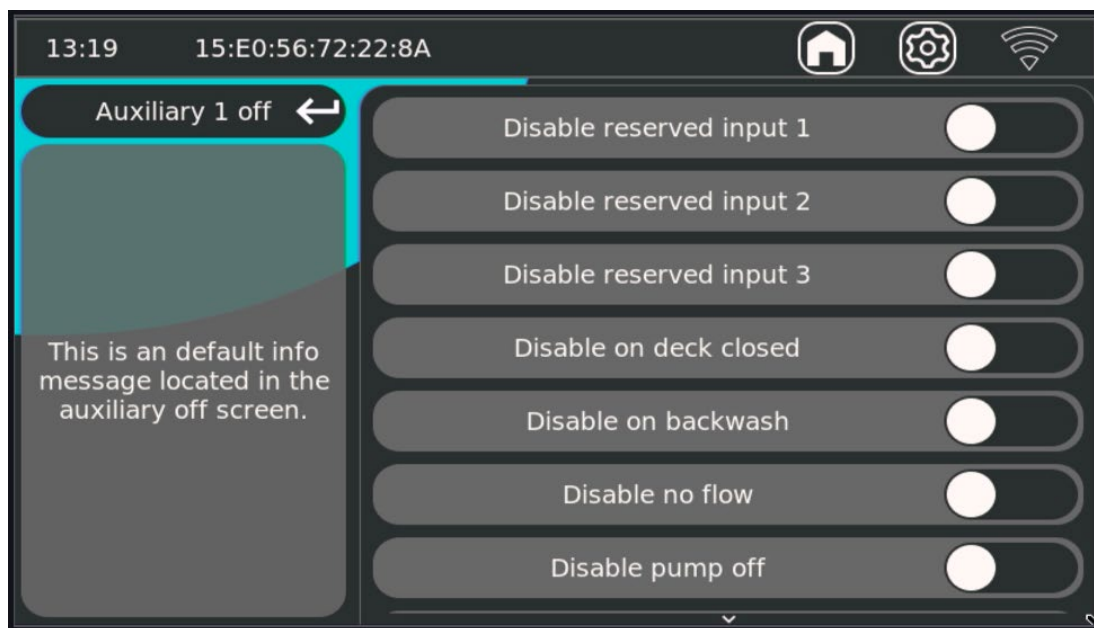 13:19 15:E0:56:72:22:8A
Auxiliary 1 off
This is an default info
message located in the
auxiliary off screen.
Disable reserved input 1
Disable reserved input 2
Disable reserved input 3
Disable on deck closed
Disable on backwash
Disable no flow
Disable pump off